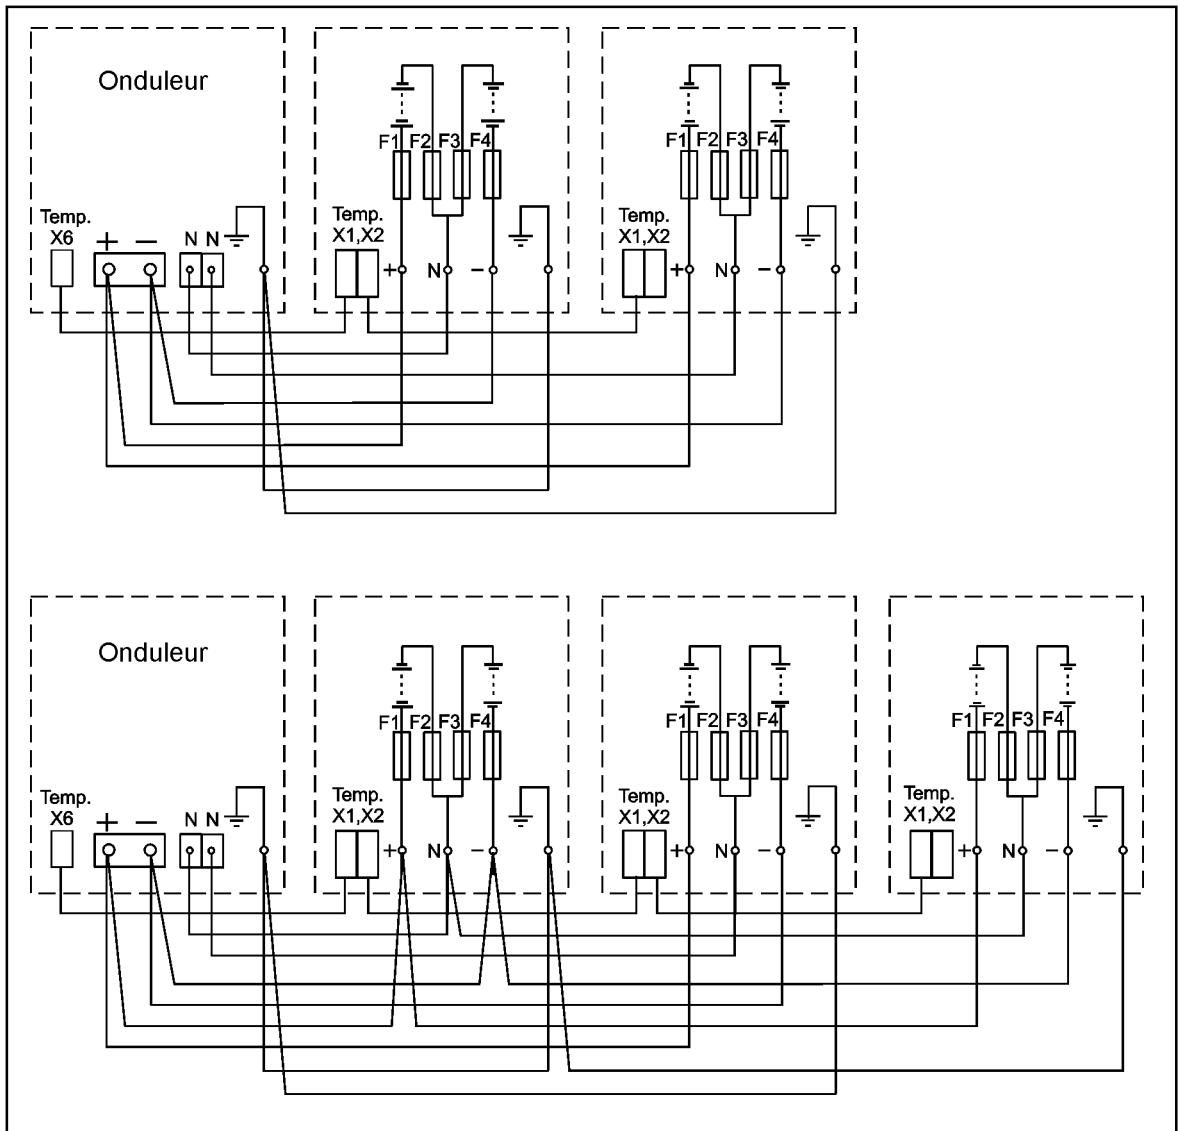 Onduleur
F1 F2 F3 F4
F1 F2 F3 F4
Temp.
X6
+ — N N
Temp.
X1,X2
+ N -
Temp.
X1,X2
+ N -
Onduleur
F1 F2 F3 F4
F1 F2 F3 F4
F1 F2 F3 F4
Temp.
X6
+ — N N
Temp.
X1,X2
+ N -
Temp.
X1,X2
+ N -
Temp.
X1,X2
+ N -